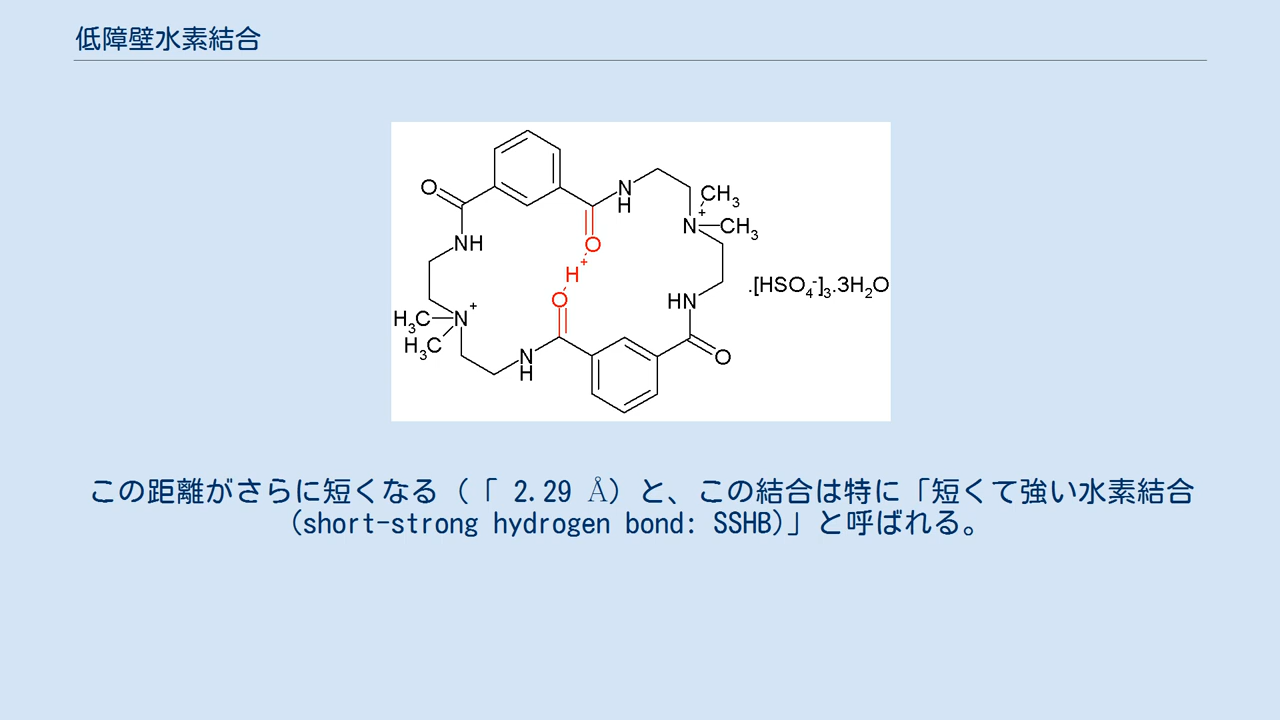 低障壁水素結合
O
NH
O
H
+
O
N
H
CH3
N+
CH3
HN
O
.[HSO4-]3.3H2O
H3C
N+
H3C
N
H
この距離がさらに短くなる（「 2.29 Å）と、この結合は特に「短くて強い水素結合
（short-strong hydrogen bond: SSHB）」と呼ばれる。